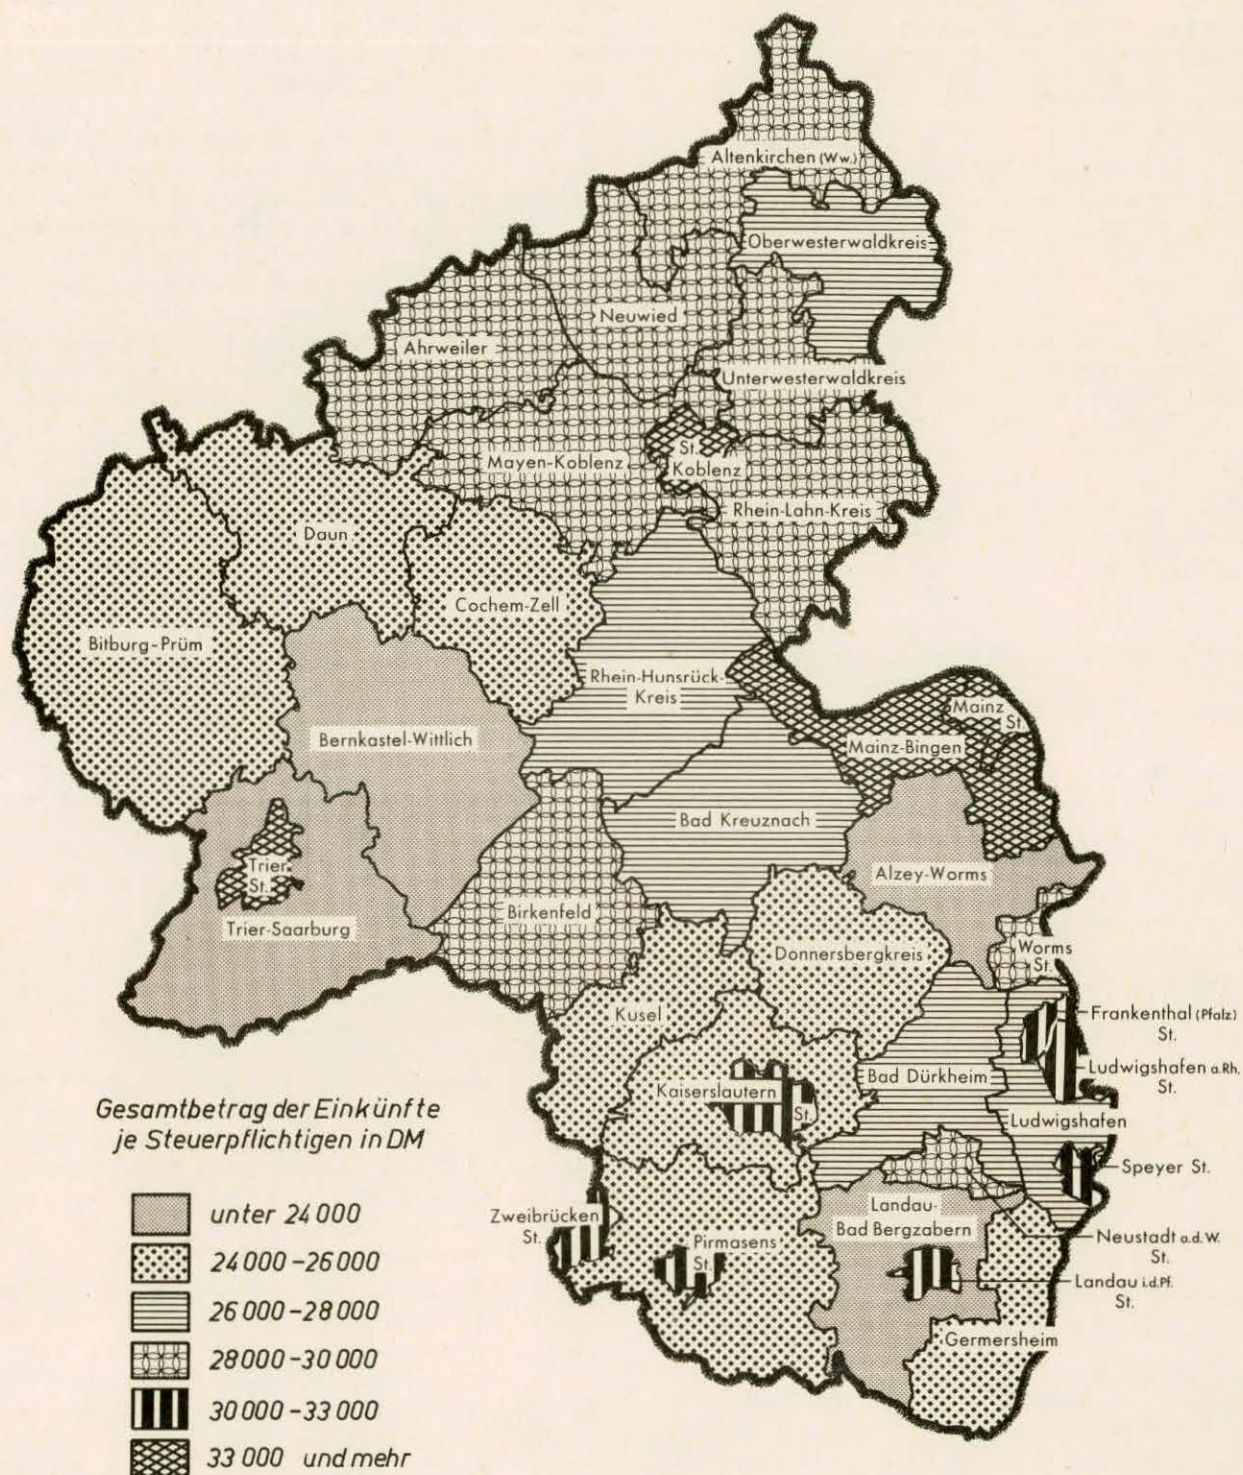 Altenkirchen (Ww.)
Oberwesterwaldkreis
Neuwied
Ahrweiler
Unterwesterwaldkreis
Mayen-Koblenz
St.
Koblenz
Rhein-Lahn-Kreis
Daun
Cochem-Zell
Bitburg-Prüm
Rhein-Hunsrück-
Kreis
Mainz
St.
Bernkastel-Wittlich
Mainz-Bingen
Bad Kreuznach
Trier
St.
Alzey-Worms
Birkenfeld
Trier-Saarburg
Donnersbergkreis
Worms
St.
Kusel
Frankenthal (Pfalz)
St.
Ludwigshafen a.Rh.
St.
Bad Dürkheim
Kaiserslautern
St.
Ludwigshafen
Speyer St.
Landau-
Bad Bergzabern
Zweibrücken
St.
Pirmasens
St.
Neustadt a.d.W.
St.
Landau i.d.Pf.
St.
Germersheim
Gesamtbetrag der Einkünfte
je Steuerpflichtigen in DM
unter 24 000
24 000 – 26 000
26 000 – 28 000
28 000 – 30 000
30 000 – 33 000
33 000 und mehr